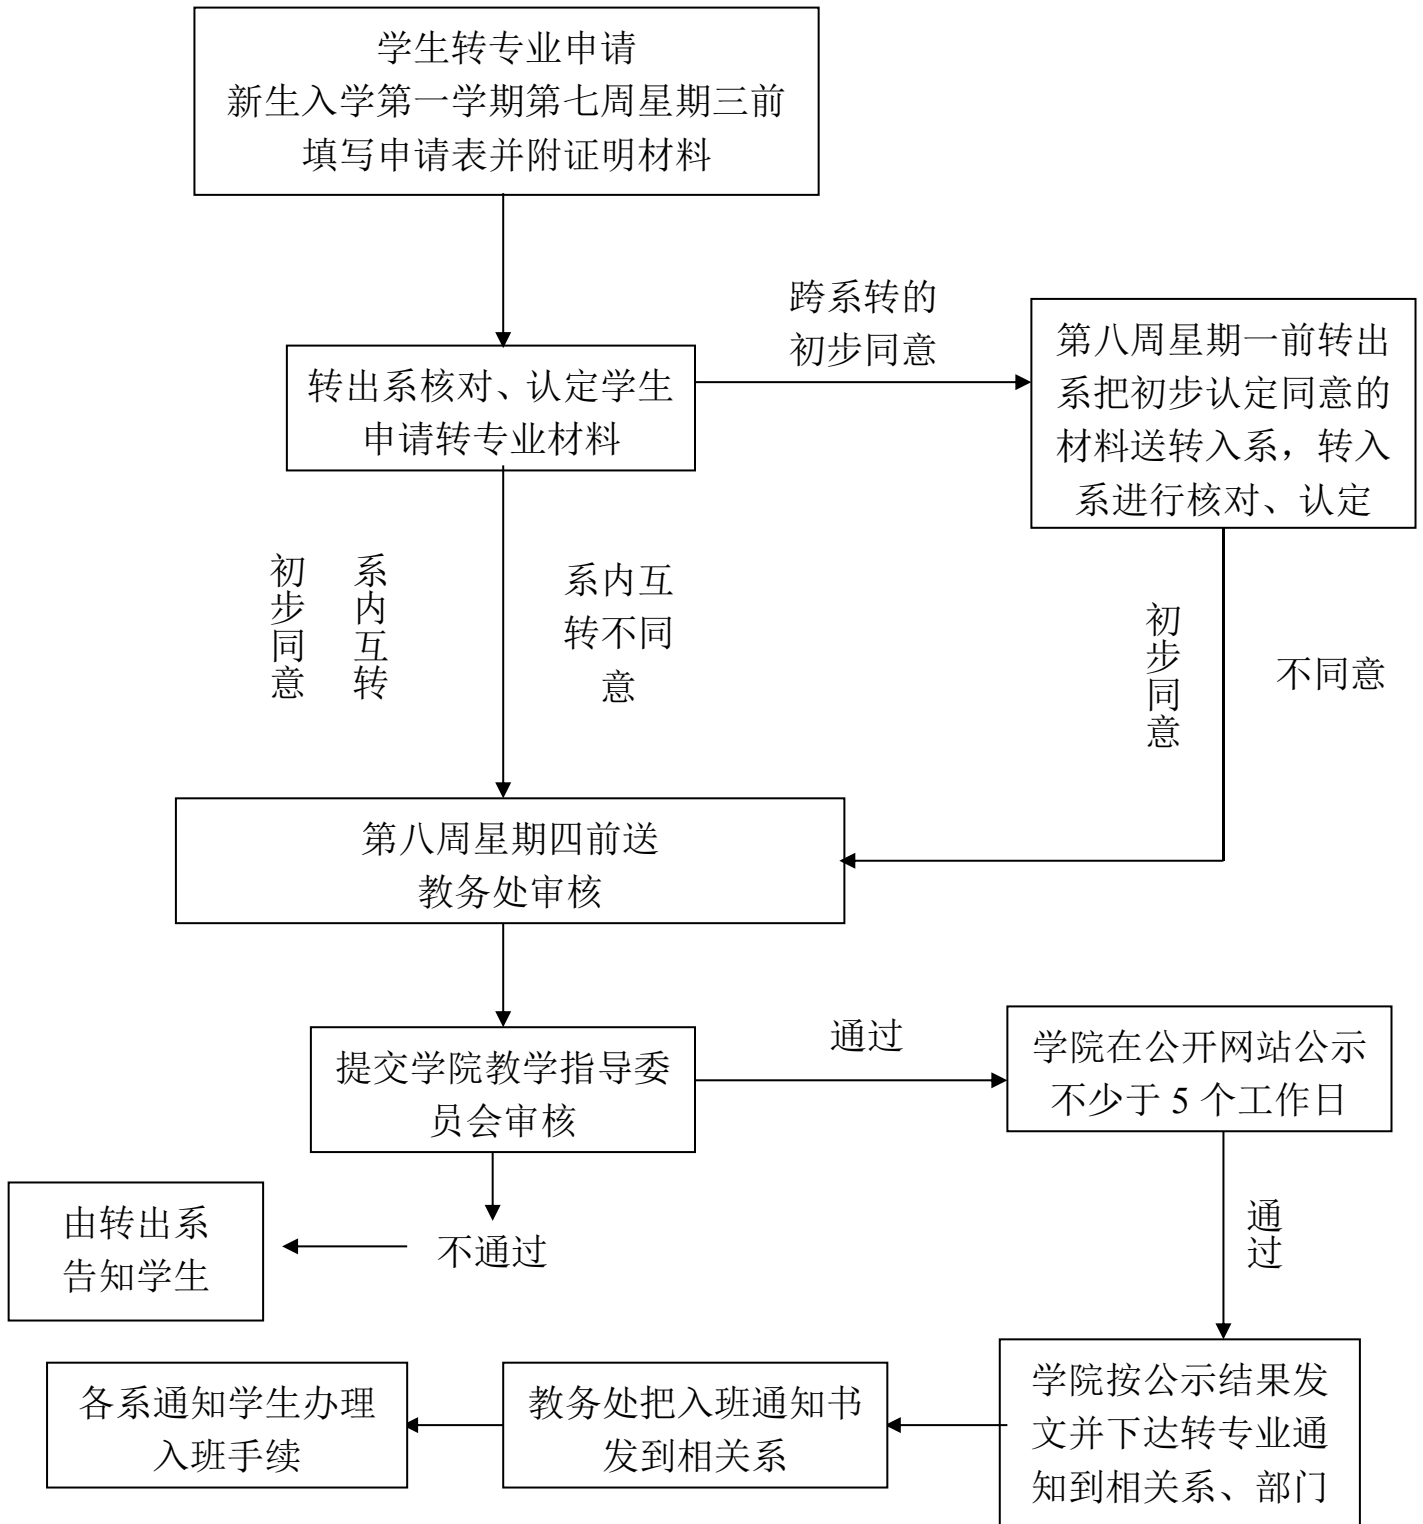 学生转专业申请
新生入学第一学期第七周星期三前
填写申请表并附证明材料
跨系转的
初步同意
转出系核对、认定学生
申请转专业材料
第八周星期一前转出
系把初步认定同意的
材料送转入系，转入
系进行核对、认定
初步同意
系内互转
系内互
转不同
意
初步同意
不同意
第八周星期四前送
教务处审核
提交学院教学指导委
员会审核
通过
学院在公开网站公示
不少于 5 个工作日
由转出系
告知学生
不通过
通过
各系通知学生办理
入班手续
教务处把入班通知书
发到相关系
学院按公示结果发
文并下达转专业通
知到相关系、部门